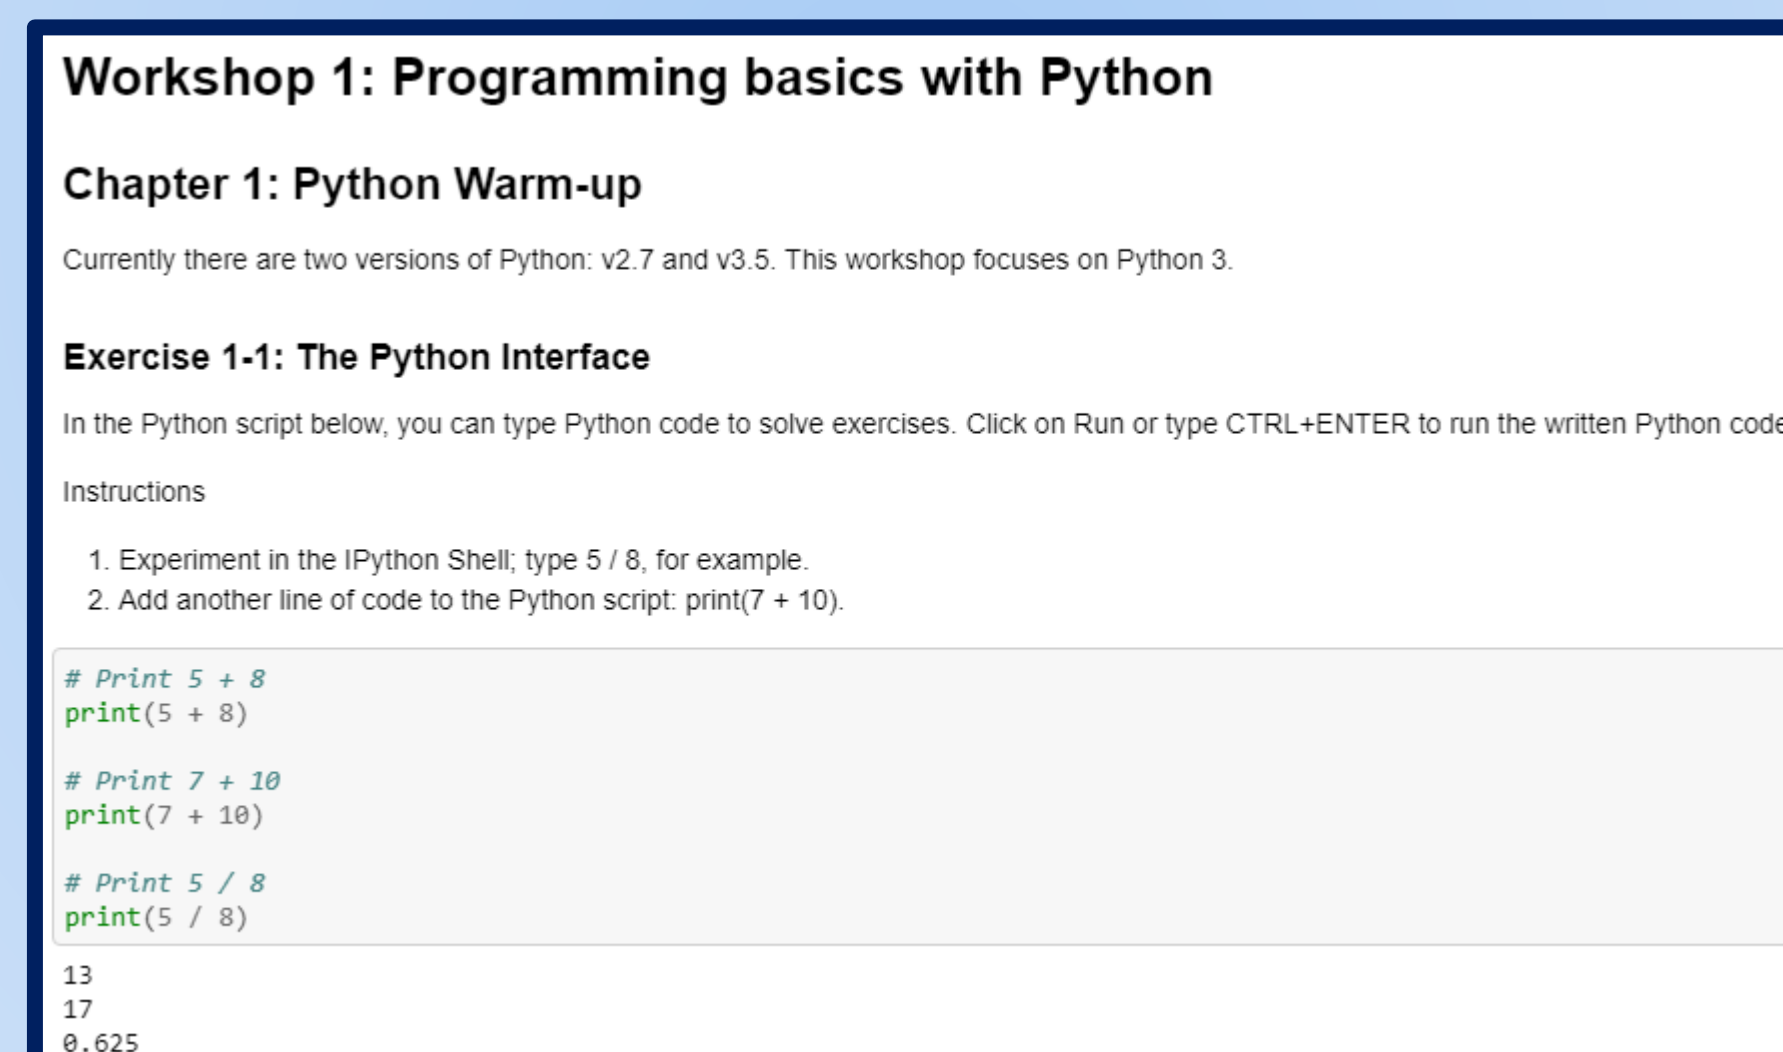 Workshop 1: Programming basics with Python
Chapter 1: Python Warm-up
Currently there are two versions of Python: v2.7 and v3.5. This workshop focuses on Python 3.
Exercise 1-1: The Python Interface
In the Python script below, you can type Python code to solve exercises. Click on Run or type CTRL+ENTER to run the written Python code
Instructions
1. Experiment in the IPython Shell; type 5 / 8, for example.
2. Add another line of code to the Python script: print(7 + 10).
# Print 5 + 8
print(5 + 8)
# Print 7 + 10
print(7 + 10)
# Print 5 / 8
print(5 / 8)
13
17
0.625